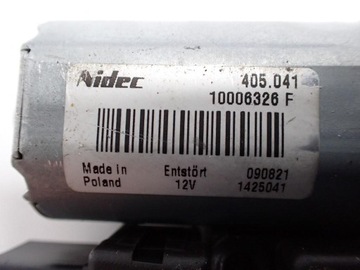 Nidec 405.041
10006326 F
Made in Entstört 090821
Poland 12V 1425041